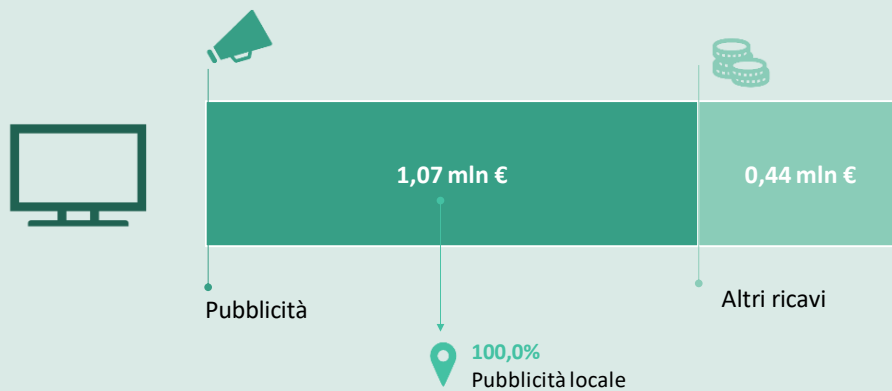 1,07 mln €
0,44 mln €
Pubblicità
Altri ricavi
100,0%
Pubblicità locale